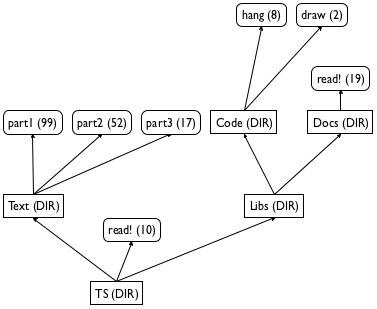 hang (8)
draw (2)
read! (19)
part1 (99)
part2 (52)
part3 (17)
Code (DIR)
Docs (DIR)
Text (DIR)
Libs (DIR)
read! (10)
TS (DIR)